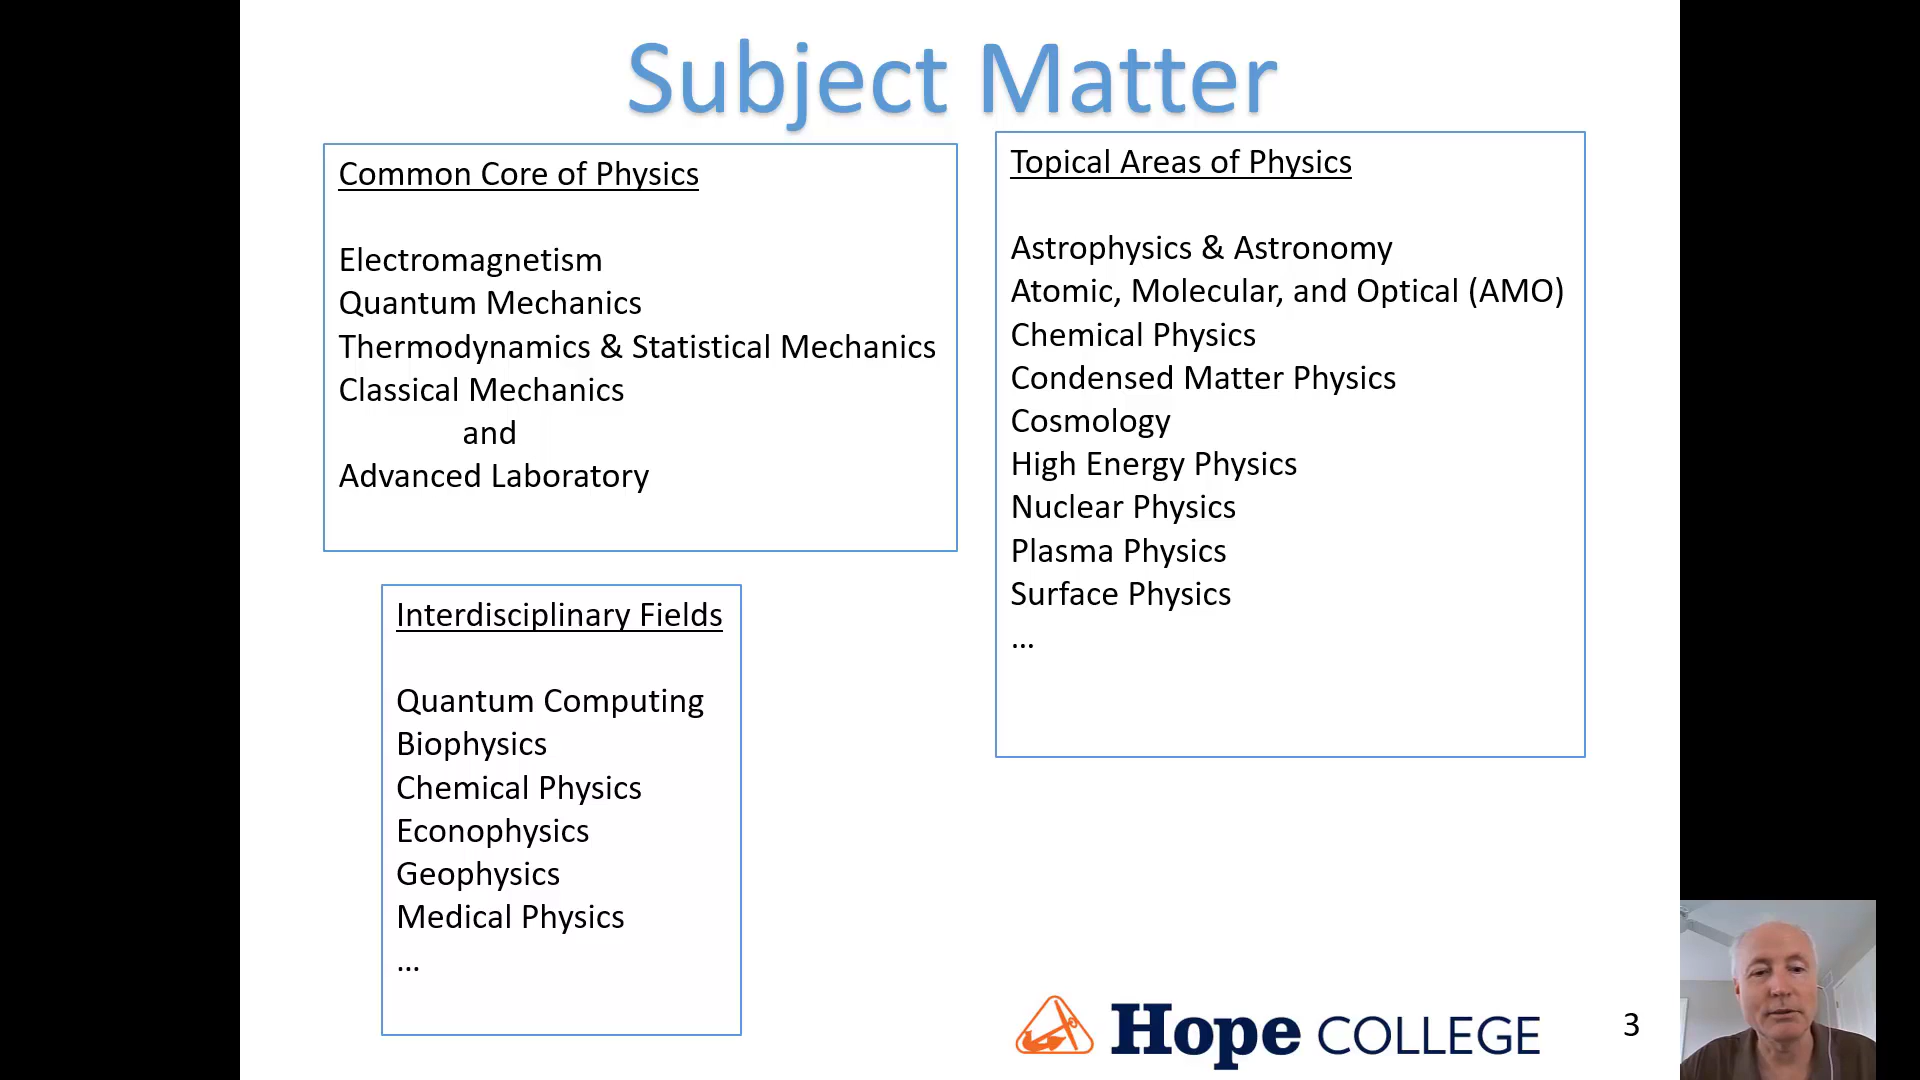 Subject Matter
Common Core of Physics
Electromagnetism
Quantum Mechanics
Thermodynamics & Statistical Mechanics
Classical Mechanics
and
Advanced Laboratory
Topical Areas of Physics
Astrophysics & Astronomy
Atomic, Molecular, and Optical (AMO)
Chemical Physics
Condensed Matter Physics
Cosmology
High Energy Physics
Nuclear Physics
Plasma Physics
Surface Physics
...
Interdisciplinary Fields
Quantum Computing
Biophysics
Chemical Physics
Econophysics
Geophysics
Medical Physics
...
Hope COLLEGE
3